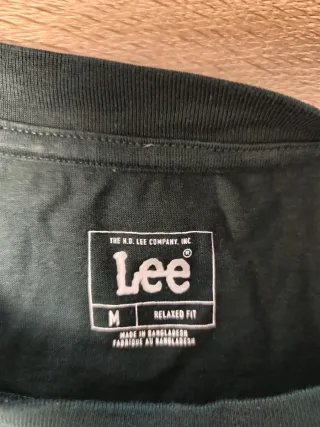 THE H.D. LEE COMPANY, INC.
Lee®
M RELAXED FIT
MADE IN BANGLADESH
FABRIQUE AU BANGLADESH